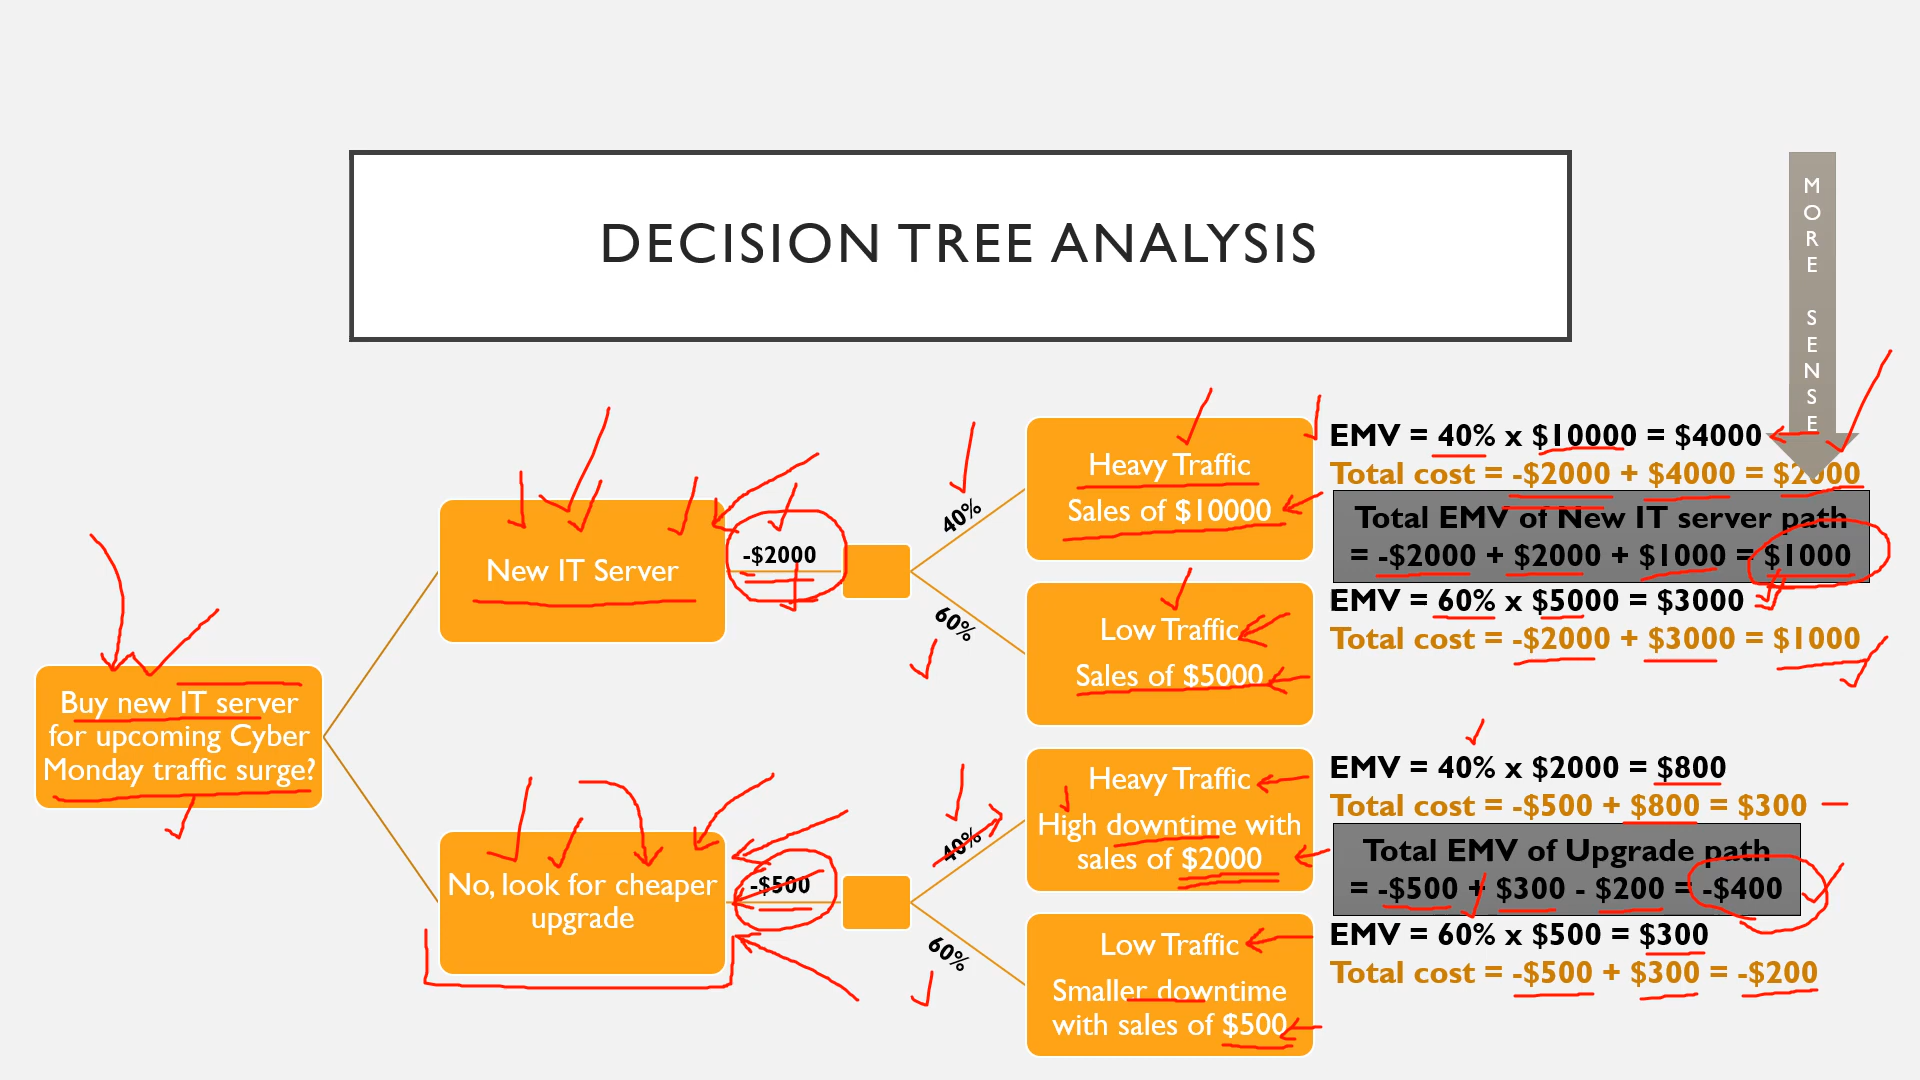 DECISION TREE ANALYSIS
MORE SENSE
Buy new IT server
for upcoming Cyber
Monday traffic surge?
New IT Server
-$2000
40%
60%
Heavy Traffic
Sales of $10000
Low Traffic
Sales of $5000
EMV = 40% x $10000 = $4000
Total cost = -$2000 + $4000 = $2000
Total EMV of New IT server path
= -$2000 + $2000 + $1000 = $1000
EMV = 60% x $5000 = $3000
Total cost = -$2000 + $3000 = $1000
No, look for cheaper
upgrade
-$500
40%
60%
Heavy Traffic
High downtime with
sales of $2000
Low Traffic
Smaller downtime
with sales of $500
EMV = 40% x $2000 = $800
Total cost = -$500 + $800 = $300
Total EMV of Upgrade path
= -$500 + $300 - $200 = -$400
EMV = 60% x $500 = $300
Total cost = -$500 + $300 = -$200